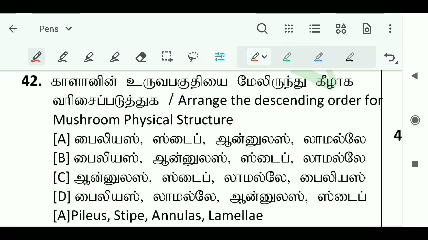 Pens
42. காளானின் உருவபகுதியை மேலிருந்து கீழாக
வரிசைப்படுத்துக / Arrange the descending order for
Mushroom Physical Structure
[A] பைலியஸ், ஸ்டைப், ஆன்னுலஸ், லாமல்லே
4
[B] பைலியஸ், ஆன்னுலஸ், ஸ்டைப், லாமல்லே
[C] ஆன்னுலஸ், ஸ்டைப், லாமல்லே, பைலியஸ்
[D] பைலியஸ், லாமல்லே, ஆன்னுலஸ், ஸ்டைப்
[A]Pileus, Stipe, Annulas, Lamellae